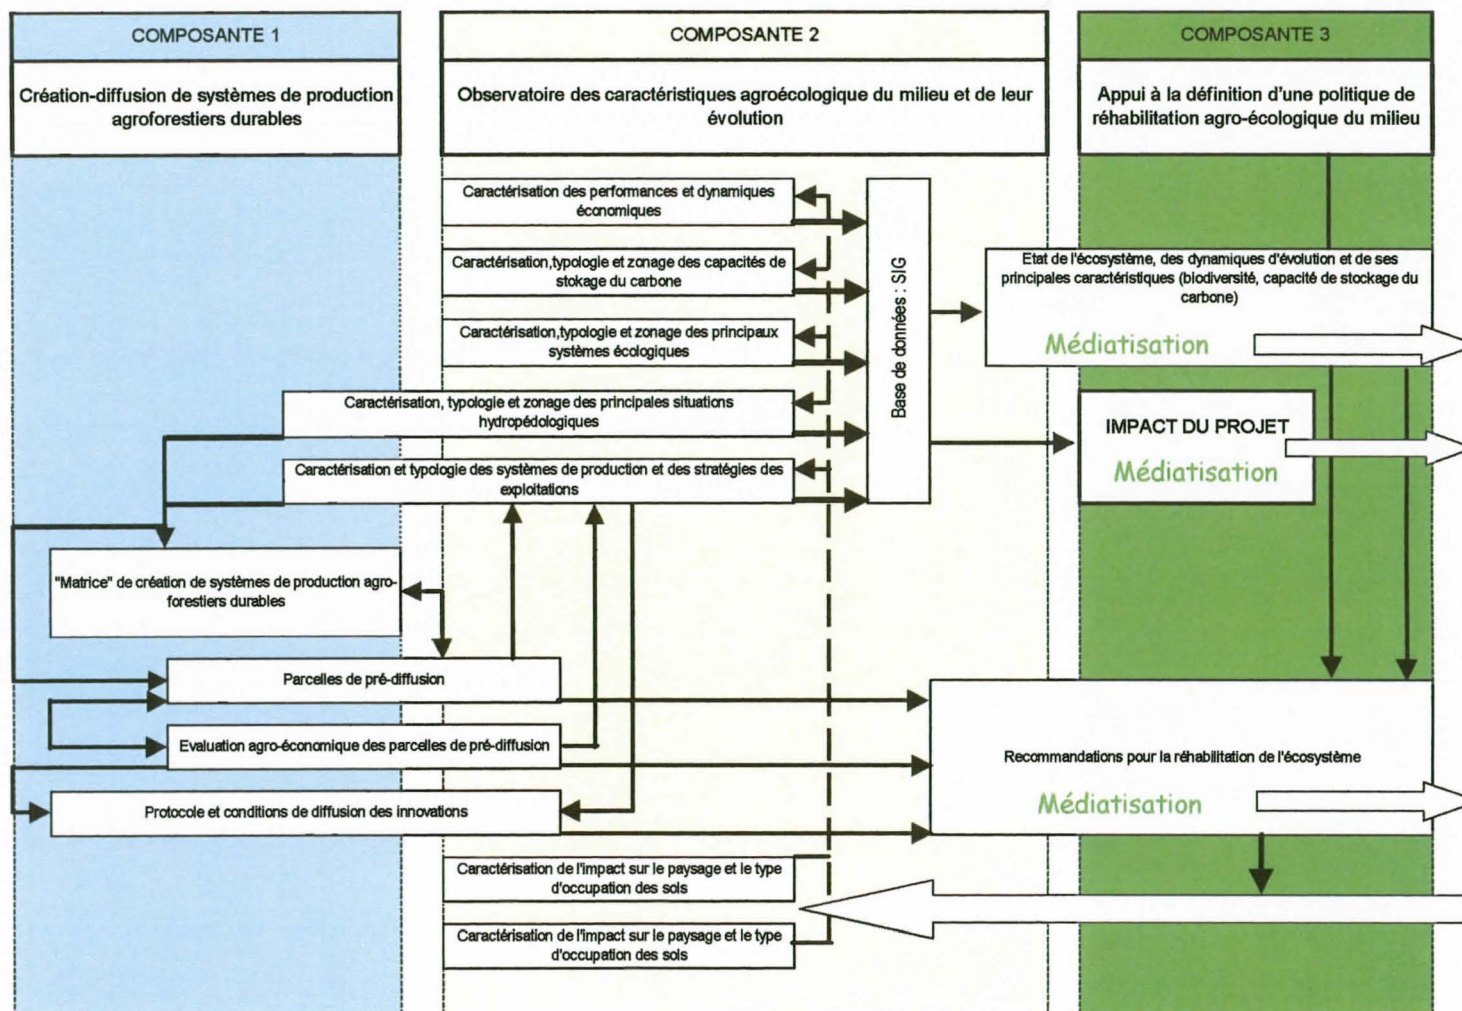 COMPOSANTE 1
Création-diffusion de systèmes de production
agroforestiers durables
COMPOSANTE 2
Observatoire des caractéristiques agroécologique du milieu et de leur
évolution
COMPOSANTE 3
Appui à la définition d'une politique de
réhabilitation agro-écologique du milieu
Caractérisation des performances et dynamiques
économiques
Caractérisation,typologie et zonage des capacités de
stokage du carbone
Caractérisation,typologie et zonage des principaux
systèmes écologiques
Caractérisation, typologie et zonage des principales situations
hydropédologiques
Caractérisation et typologie des systèmes de production et des stratégies des
exploitations
Base de données : SIG
Etat de l'écosystème, des dynamiques d'évolution et de ses
principales caractéristiques (biodiversité, capacité de stockage du
carbone)
Médiatisation
IMPACT DU PROJET
Médiatisation
"Matrice" de création de systèmes de production agro-
forestiers durables
Parcelles de pré-diffusion
Evaluation agro-économique des parcelles de pré-diffusion
Protocole et conditions de diffusion des innovations
Recommandations pour la réhabilitation de l'écosystème
Médiatisation
Caractérisation de l'impact sur le paysage et le type
d'occupation des sols
Caractérisation de l'impact sur le paysage et le type
d'occupation des sols